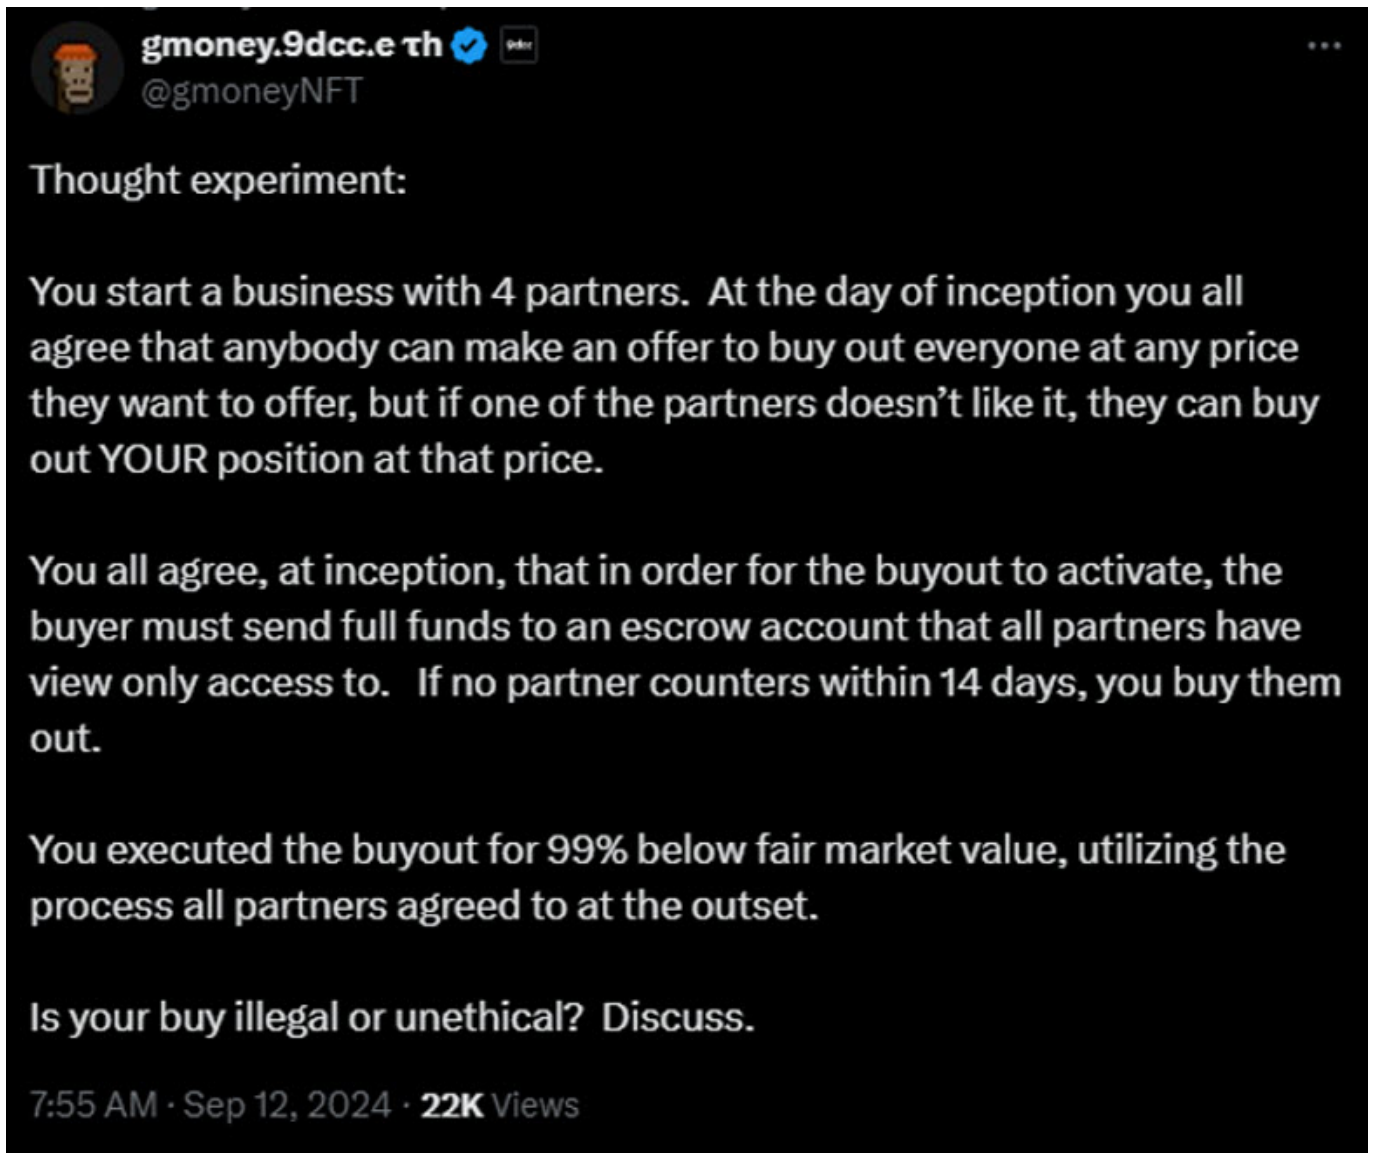 gmoney.9dcc.e τh
@gmoneyNFT
Thought experiment:
You start a business with 4 partners.  At the day of inception you all
agree that anybody can make an offer to buy out everyone at any price
they want to offer, but if one of the partners doesn't like it, they can buy
out YOUR position at that price.
You all agree, at inception, that in order for the buyout to activate, the
buyer must send full funds to an escrow account that all partners have
view only access to.   If no partner counters within 14 days, you buy them
out.
You executed the buyout for 99% below fair market value, utilizing the
process all partners agreed to at the outset.
Is your buy illegal or unethical?  Discuss.
7:55 AM · Sep 12, 2024 · 22K Views